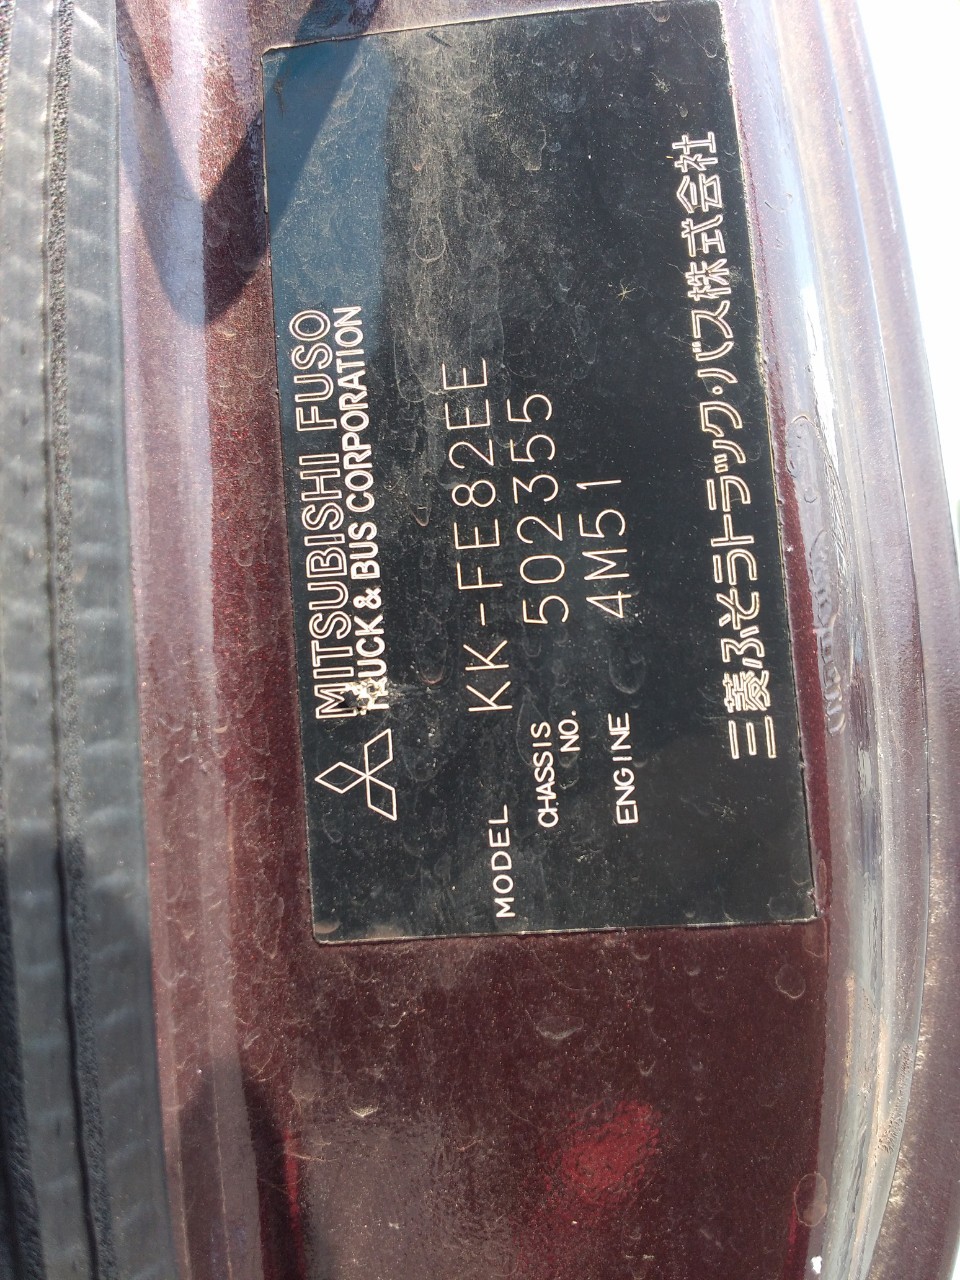 MITSUBISHI FUSO
TRUCK & BUS CORPORATION
MODEL KK-FE82EE
CHASSIS NO. 502355
ENGINE 4M51
三菱ふそうトラック・バス株式会社